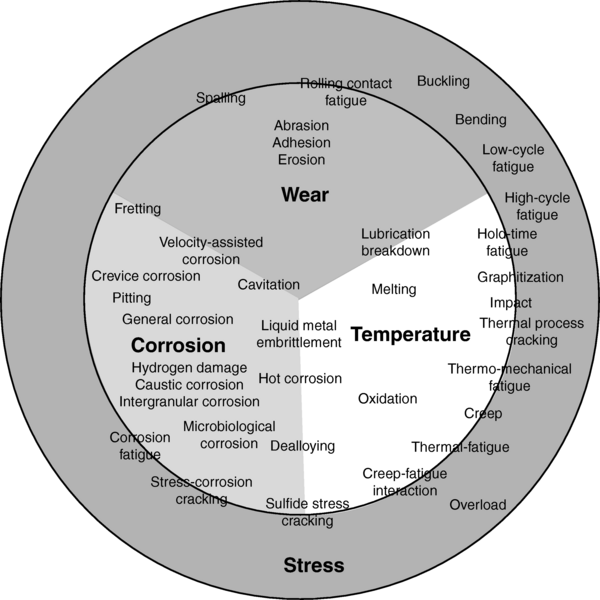 Buckling
Rolling contact
fatigue
Spalling
Bending
Abrasion
Adhesion
Erosion
Low-cycle
fatigue
Wear
High-cycle
fatigue
Fretting
Lubrication
breakdown
Holo-time
fatigue
Velocity-assisted
corrosion
Crevice corrosion
Cavitation
Graphitization
Melting
Pitting
Impact
General corrosion
Liquid metal
embrittlement
Temperature
Thermal process
cracking
Corrosion
Hydrogen damage
Caustic corrosion
Intergranular corrosion
Hot corrosion
Thermo-mechanical
fatigue
Oxidation
Creep
Microbiological
corrosion
Corrosion
fatigue
Dealloying
Thermal-fatigue
Stress-corrosion
cracking
Creep-fatigue
interaction
Sulfide stress
cracking
Overload
Stress